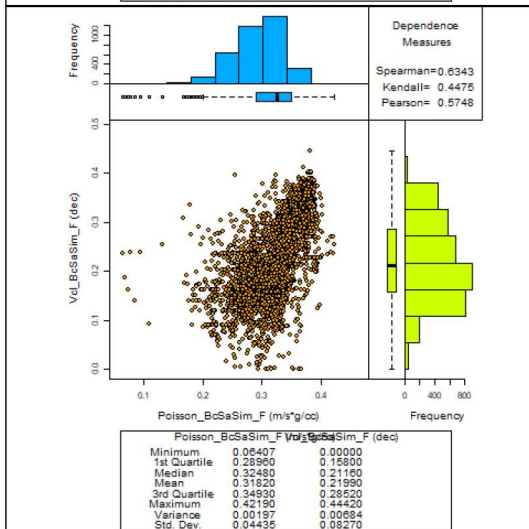 Dependence
Measures
Spearman=0.6343
Kendall= 0.4475
Pearson= 0.5748
Frequency
0 400 1000
Vcl_BcSaSim_F (dec)
0.0 0.1 0.2 0.3 0.4 0.5
0.1 0.2 0.3 0.4
Poisson_BcSaSim_F (m/s*g/cc)
0 400 800
Frequency
Poisson_BcSaSim_F SaSim_F (dec)
Minimum 0.06407 0.00000
1st Quartile 0.28960 0.15800
Median 0.32480 0.21160
Mean 0.31820 0.21990
3rd Quartile 0.34930 0.28520
Maximum 0.42190 0.44420
Variance 0.00197 0.00684
Std. Dev. 0.04435 0.08270